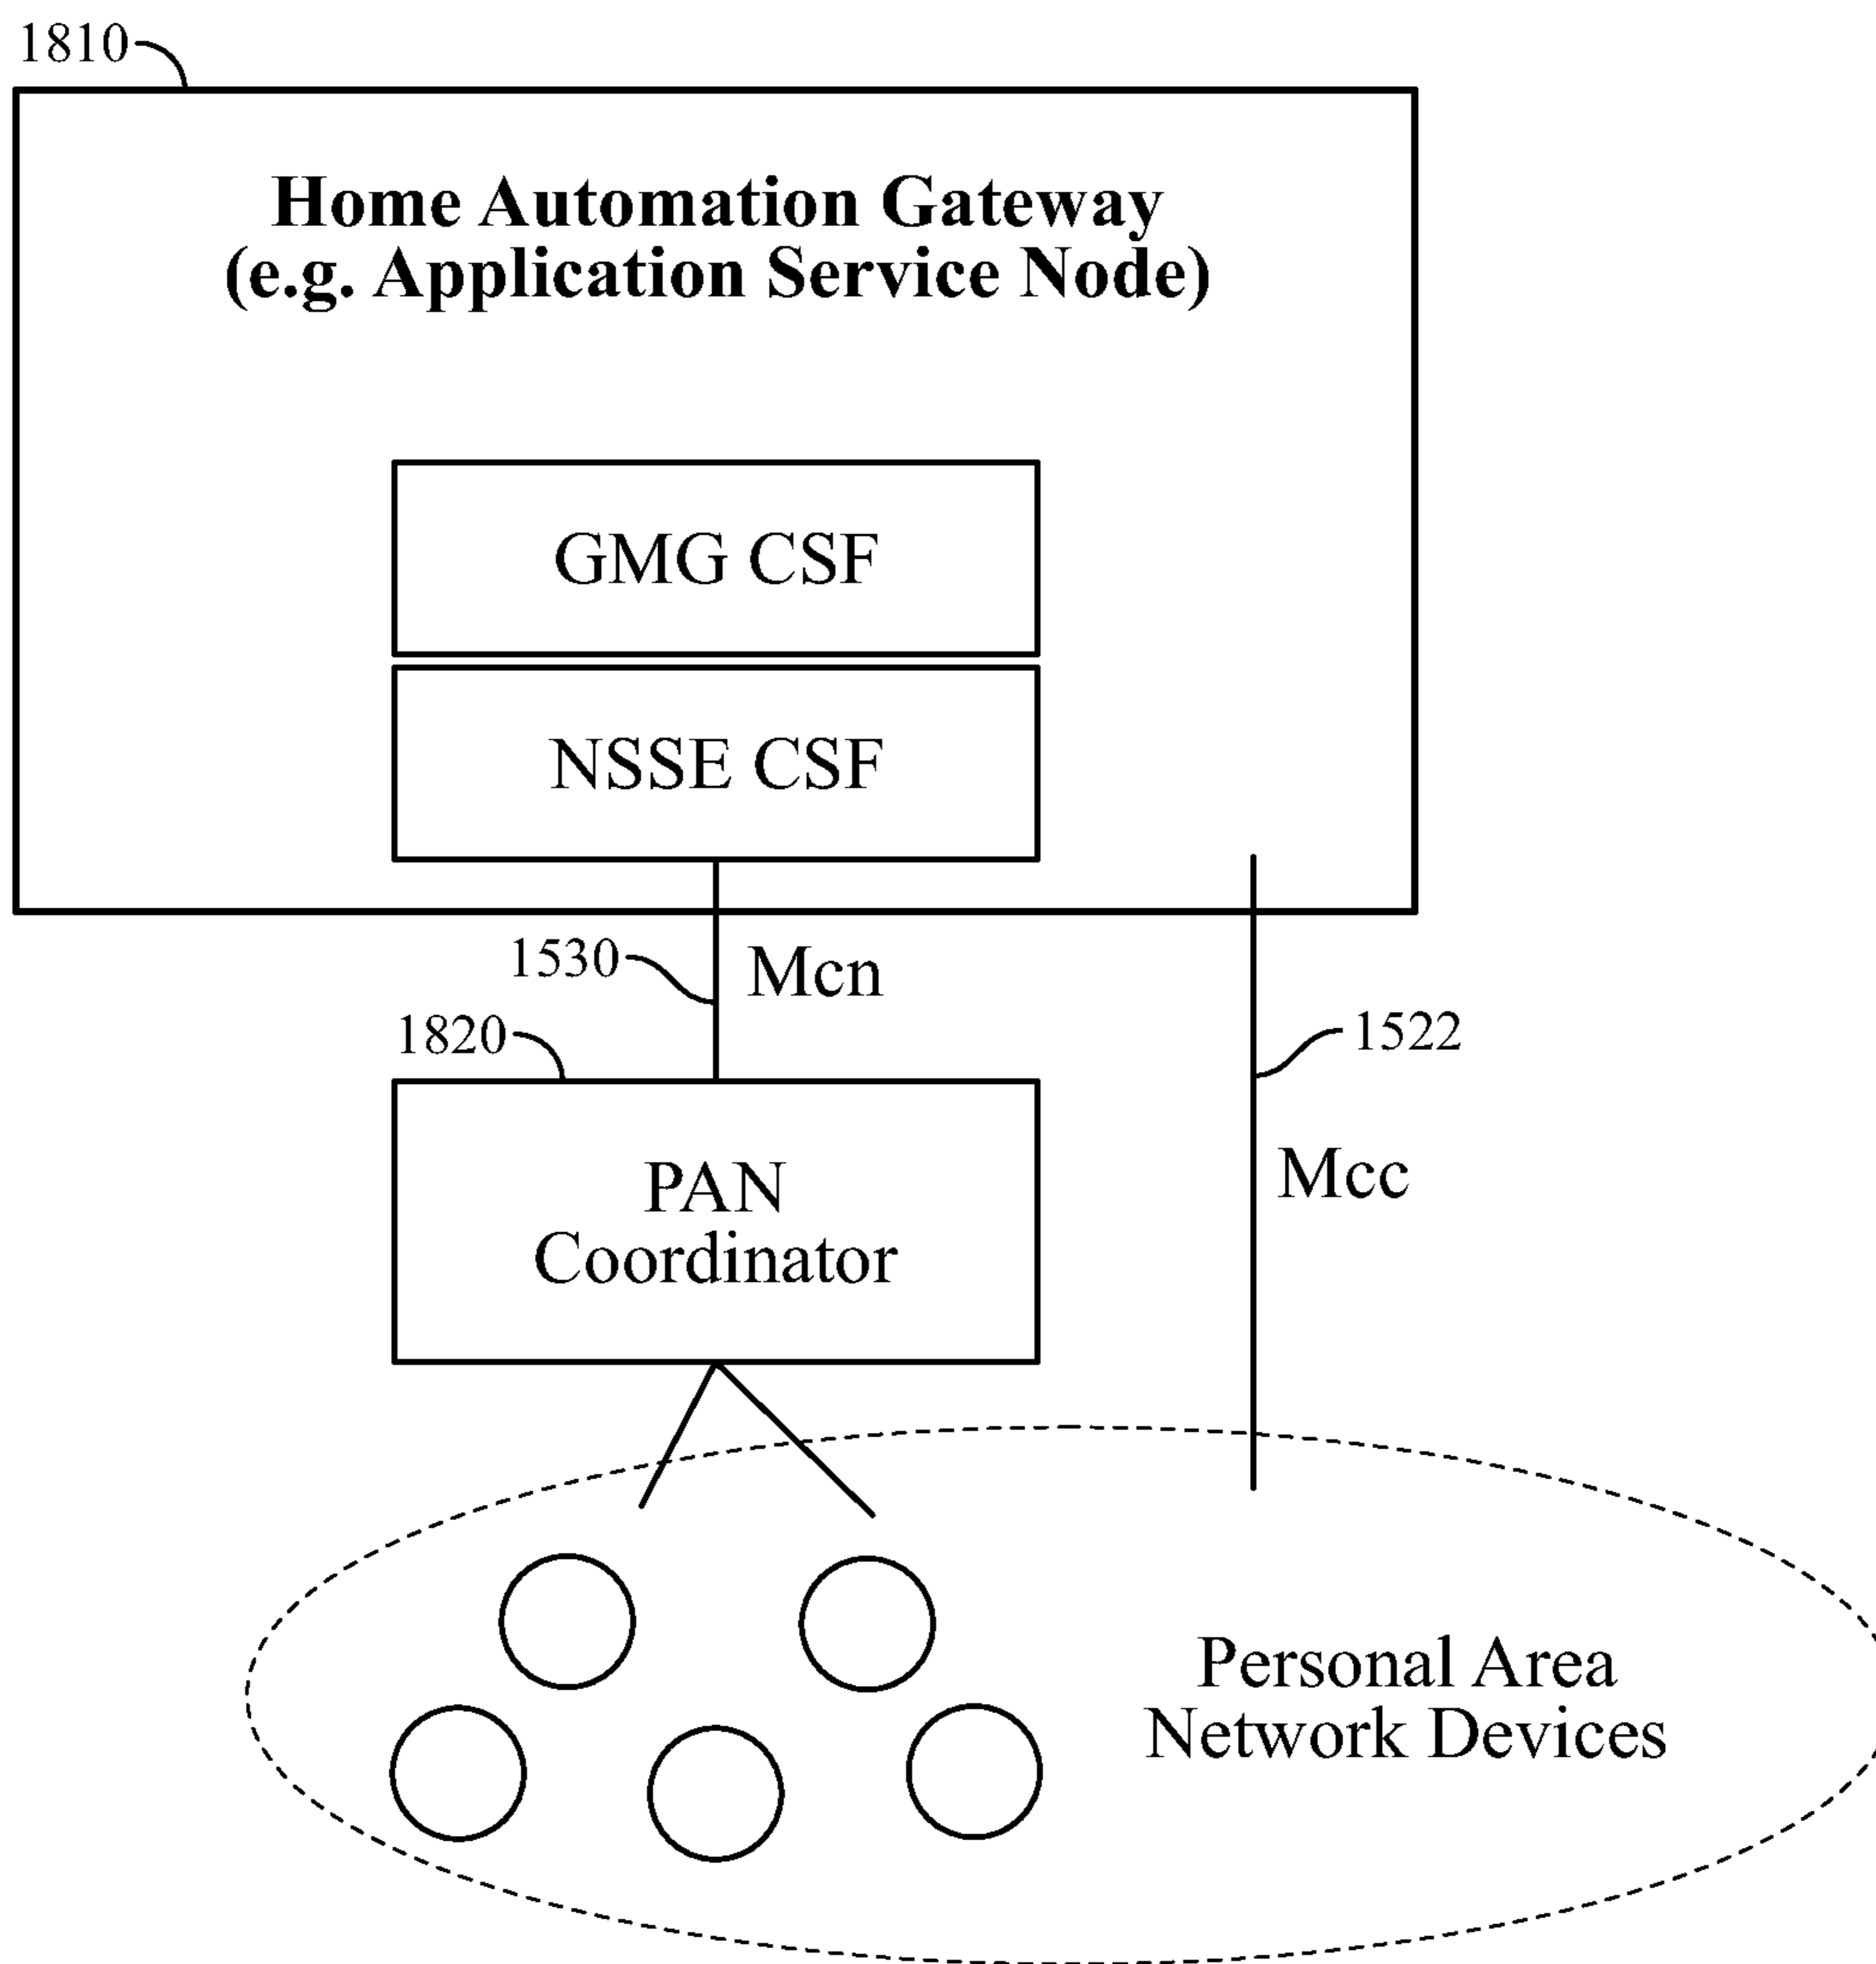 1810
Home Automation Gateway
(e.g. Application Service Node)
GMG CSF
NSSE CSF
1530
Mcn
1820
1522
PAN
Coordinator
Mcc
Personal Area
Network Devices